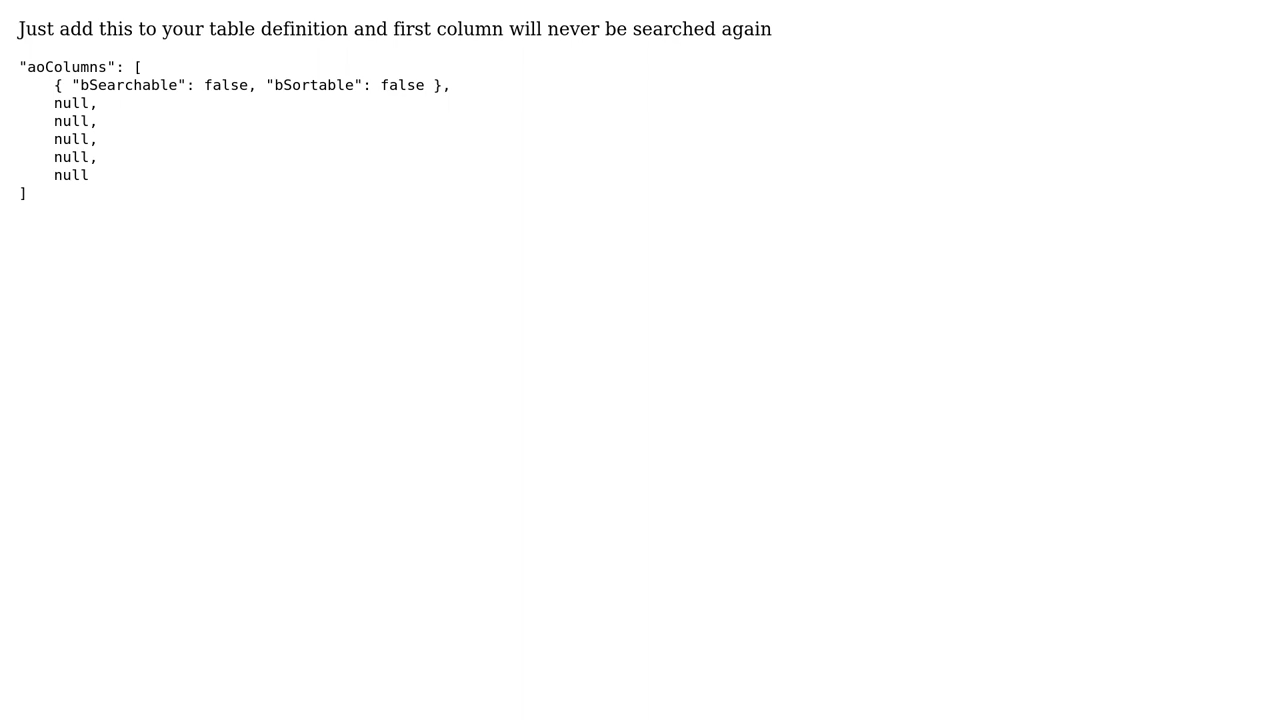 Just add this to your table definition and first column will never be searched again
"aoColumns": [
    { "bSearchable": false, "bSortable": false },
    null,
    null,
    null,
    null,
    null
]